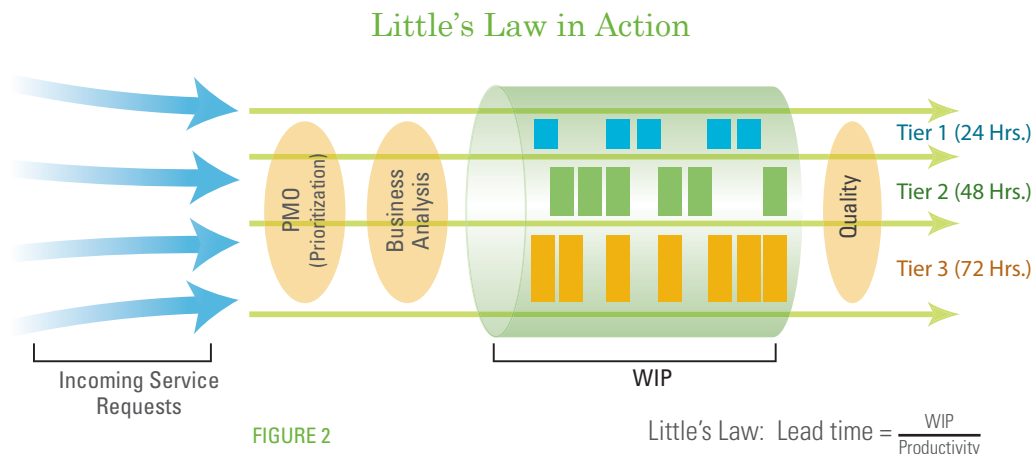 Little's Law in Action
PMO
(Prioritization)
Business
Analysis
Quality
Tier 1 (24 Hrs.)
Tier 2 (48 Hrs.)
Tier 3 (72 Hrs.)
Incoming Service
Requests
WIP
FIGURE 2
Little's Law: Lead time = WIP
Productivity